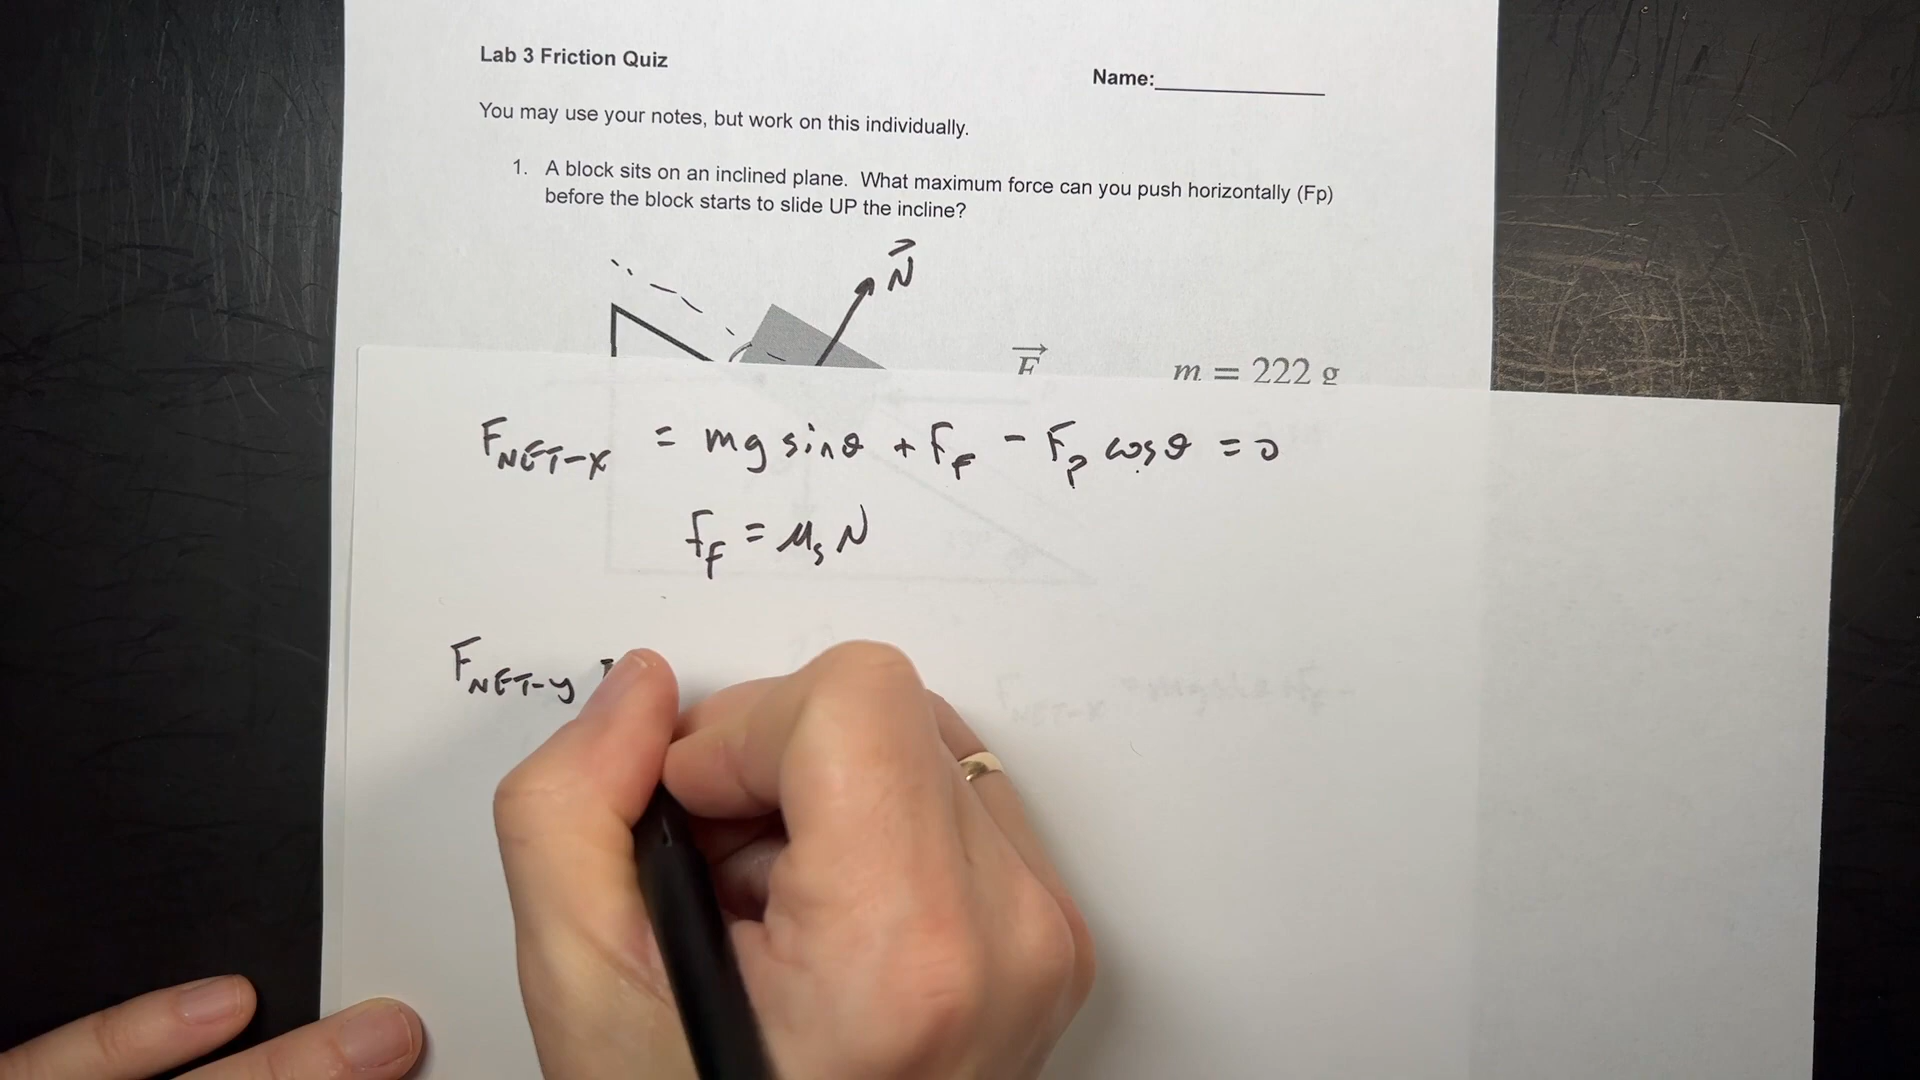 Lab 3 Friction Quiz
Name:______________
You may use your notes, but work on this individually.
1. A block sits on an inclined plane. What maximum force can you push horizontally (Fp)
before the block starts to slide UP the incline?
N⃗
F⃗
m = 222 g
F_NET-x = mg sinθ + F_F - F_P cosθ = 0
F_F = μ_s N
F_NET-y